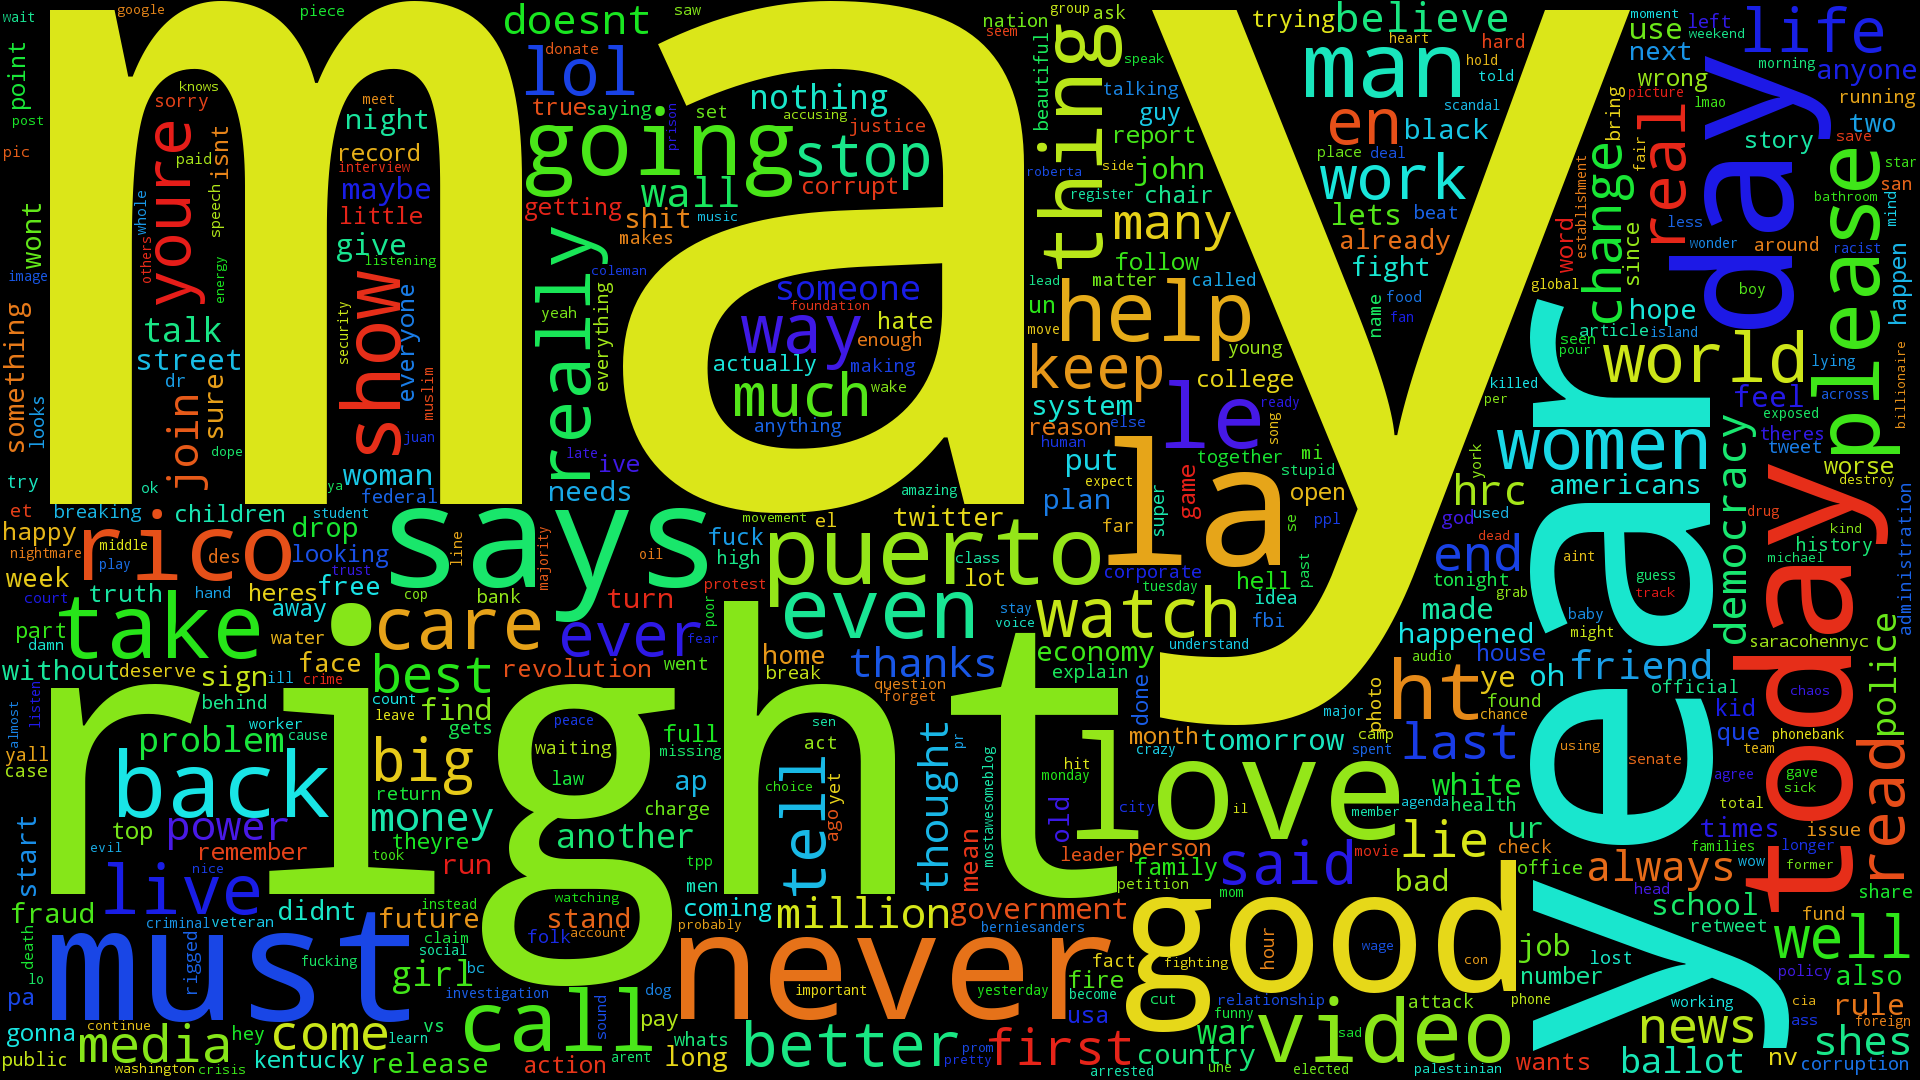 may
right
year
good
never
must
love
says
today
day
puerto
la
rico
take
going
man
thing
video
call
back
please
women
show
really
help
world
care
ever
even
watch
best
big
live
said
better
first
media
come
tell
real
youre
stop
work
le
way
much
keep
life
lol
en
many
believe
nothing
doesnt
wall
change
read
ht
hrc
end
last
friend
always
well
news
ballot
shes
school
rule
job
war
country
government
million
thought
another
money
problem
power
thanks
economy
made
happened
democracy
police
americans
lie
bad
white
tomorrow
ye
oh
ur
health
family
person
month
old
leader
mean
men
coming
long
pay
action
release
kentucky
girl
stand
future
didnt
fraud
start
top
remember
theyre
run
return
find
sign
face
without
truth
heres
free
week
happy
children
drop
looking
away
water
home
break
turn
revolution
bank
lot
high
fuck
twitter
el
needs
ive
woman
federal
everyone
join
sure
street
talk
dr
something
looks
wont
point
wait
google
piece
try
et
breaking
nightmare
middle
play
des
student
trust
court
hand
part
damn
deserve
ill
crime
behind
worker
cause
count
leave
gets
almost
listen
yall
case
evil
nice
took
criminal
veteran
death
lo
pa
rigged
fucking
gonna
public
continue
washington
crisis
hey
learn
vs
claim
social
bc
investigation
instead
watching
folk
account
sound
dog
arent
whats
probably
important
yesterday
prom
pretty
fact
fire
become
usa
arrested
fighting
cut
relationship
funny
une
hour
wage
con
sad
elected
attack
palestinian
phone
wants
number
lost
working
nv
cia
ass
policy
also
foreign
corruption
retweet
fund
share
former
families
longer
issue
times
wow
total
agree
team
phonebank
gave
sick
chaos
kid
que
official
saracohennyc
administration
history
michael
kind
drug
destroy
worse
tweet
exposed
theres
feel
lying
across
billionaire
happen
island
article
hope
seen
pour
boy
since
word
establishment
fair
bring
less
wonder
around
racist
mind
san
bathroom
star
save
story
two
running
anyone
morning
wrong
picture
lmao
next
use
left
weekend
moment
trying
heart
hard
hold
told
scandal
black
place
deal
lets
beat
already
fight
name
food
fan
global
killed
per
york
god
used
dead
tonight
grab
aint
guess
track
baby
might
house
audio
found
chance
photo
camp
major
spent
member
agenda
using
senate
check
office
head
movie
mom
petition
city
il
monday
hit
crazy
done
explain
understand
stay
voice
fbi
idea
hell
past
tuesday
corporate
class
far
super
game
open
se
ppl
mi
stupid
together
song
ready
college
young
put
plan
expect
system
reason
human
else
move
un
lead
matter
called
follow
chair
register
side
john
report
guy
talking
speak
ask
group
nation
seem
saw
beautiful
roberta
donate
true
saying
set
prison
accusing
justice
corrupt
shit
getting
makes
music
coleman
yeah
everything
late
someone
foundation
hate
enough
actually
making
wake
anything
amazing
movement
majority
oil
line
cop
protest
poor
fear
went
question
forget
full
missing
peace
waiting
law
sen
act
pr
ap
charge
choice
ago
yet
tpp
mostawesomeblog
berniesanders
knows
sorry
paid
isnt
whole
others
speech
energy
dope
ok
ya
meet
night
record
interview
maybe
little
give
listening
security
muslim
juan
post
pic
image